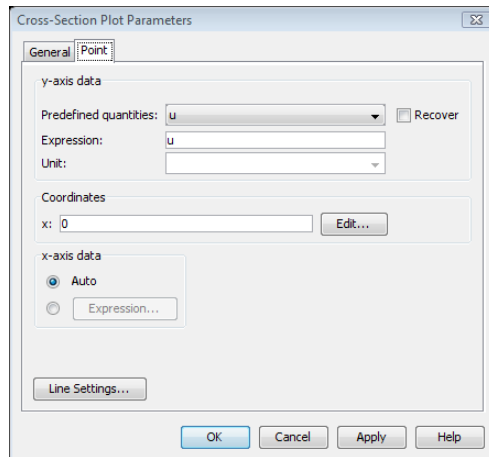 Cross-Section Plot Parameters
General Point
y-axis data
Predefined quantities: u Recover
Expression: u
Unit:
Coordinates
x: 0 Edit...
x-axis data
Auto
Expression...
Line Settings...
OK Cancel Apply Help